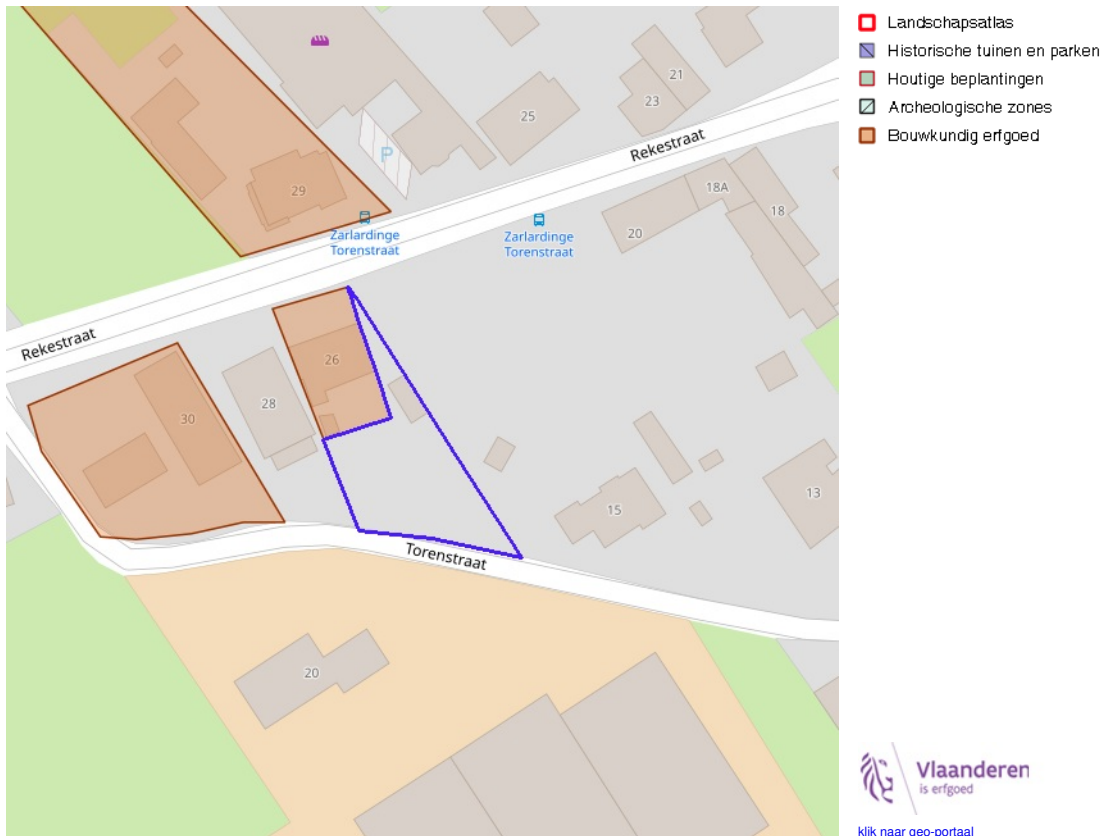 Landschapsatlas
Historische tuinen en parken
Houtige beplantingen
Archeologische zones
Bouwkundig erfgoed
21
23
25
Rekestraat
P
29
18A
18
20
Zarlardinge
Torenstraat
Zarlardinge
Torenstraat
Rekestraat
26
28
30
15
13
Torenstraat
20
Vlaanderen
is erfgoed
klik naar geo-portaal